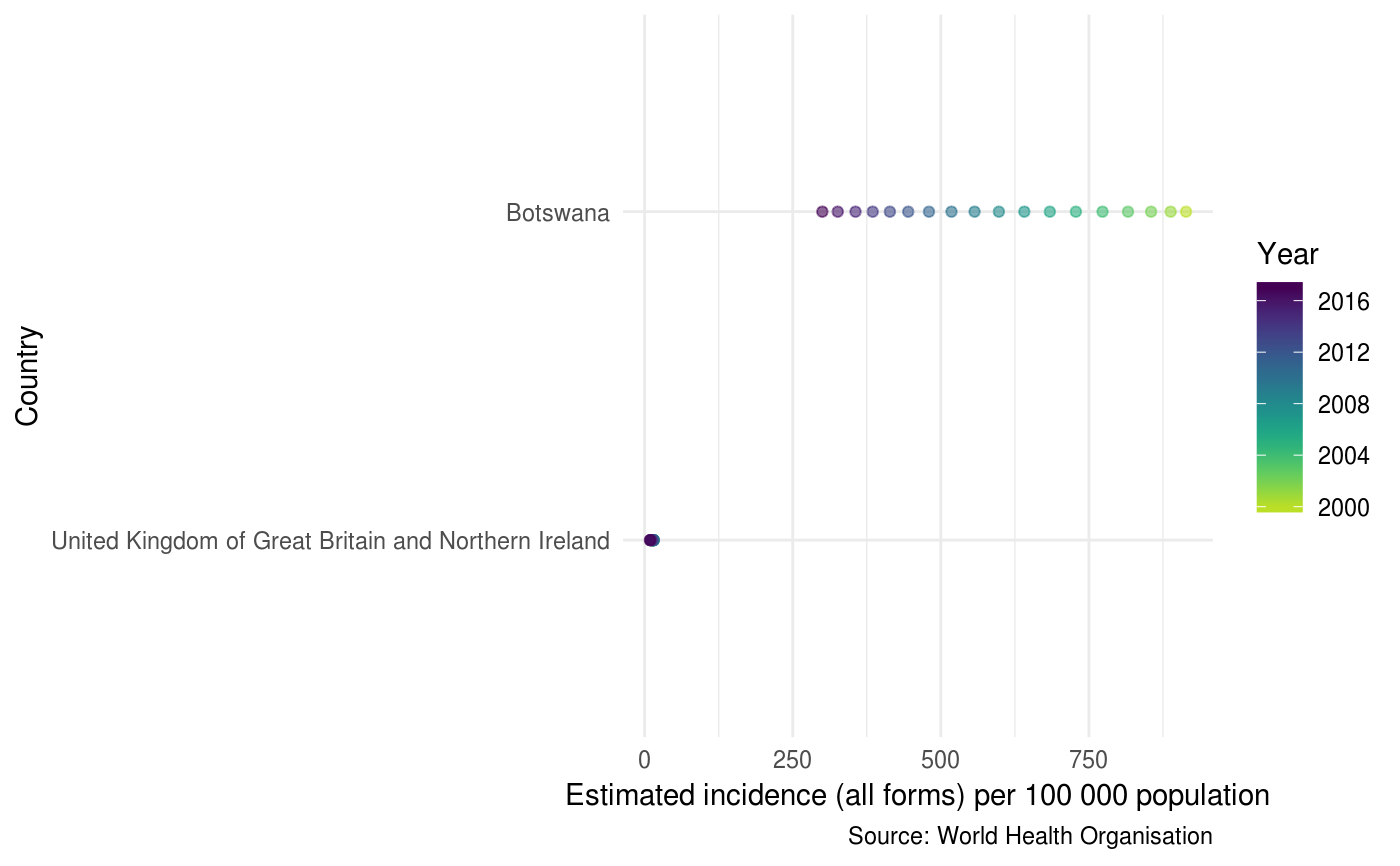 Botswana
United Kingdom of Great Britain and Northern Ireland
Country
0 250 500 750
Estimated incidence (all forms) per 100 000 population
Source: World Health Organisation
Year
2016
2012
2008
2004
2000